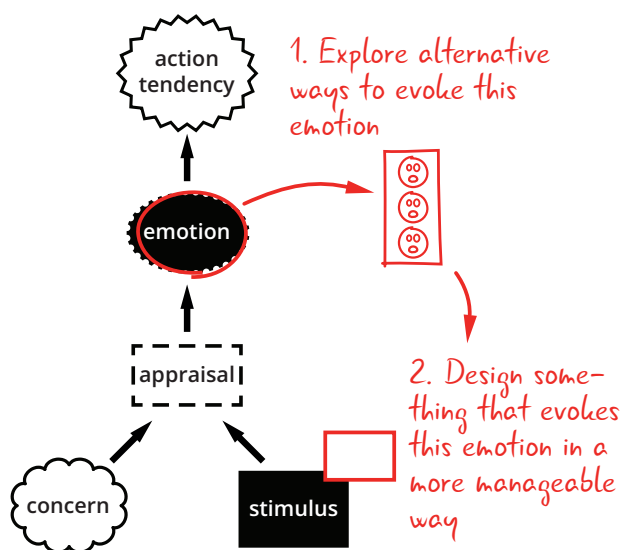 action
tendency
1. Explore alternative
ways to evoke this
emotion
emotion
appraisal
2. Design some-
thing that evokes
this emotion in a
more manageable
way
concern
stimulus